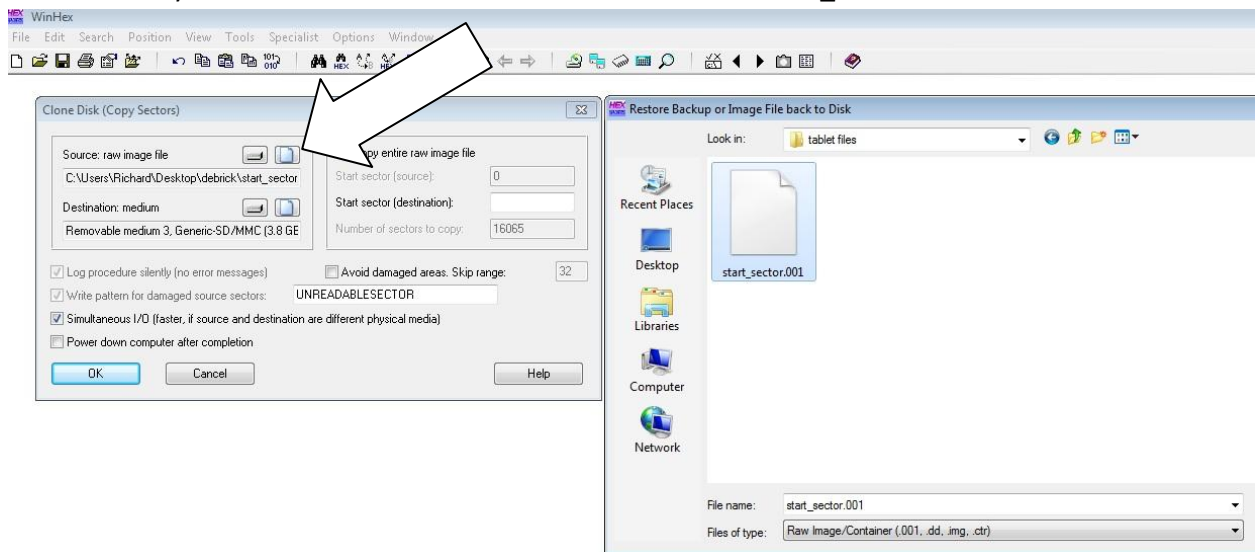 WinHex
File Edit Search Position View Tools Specialist Options Window
Clone Disk (Copy Sectors)
Source: raw image file
C:\Users\Richard\Desktop\debrick\start_sector
Destination: medium
Removable medium 3, Generic-SD/MMC (3.8 GE
entire raw image file
Start sector (source): 0
Start sector (destination):
Number of sectors to copy: 16065
Log procedure silently (no error messages)
Avoid damaged areas. Skip range: 32
Write pattern for damaged source sectors: UNREADABLESECTOR
Simultaneous I/O (faster, if source and destination are different physical media)
Power down computer after completion
OK Cancel Help
Restore Backup or Image File back to Disk
Look in: tablet files
Recent Places
Desktop
Libraries
Computer
Network
start_sector.001
File name: start_sector.001
Files of type: Raw Image/Container (.001, .dd, .img, .ctr)